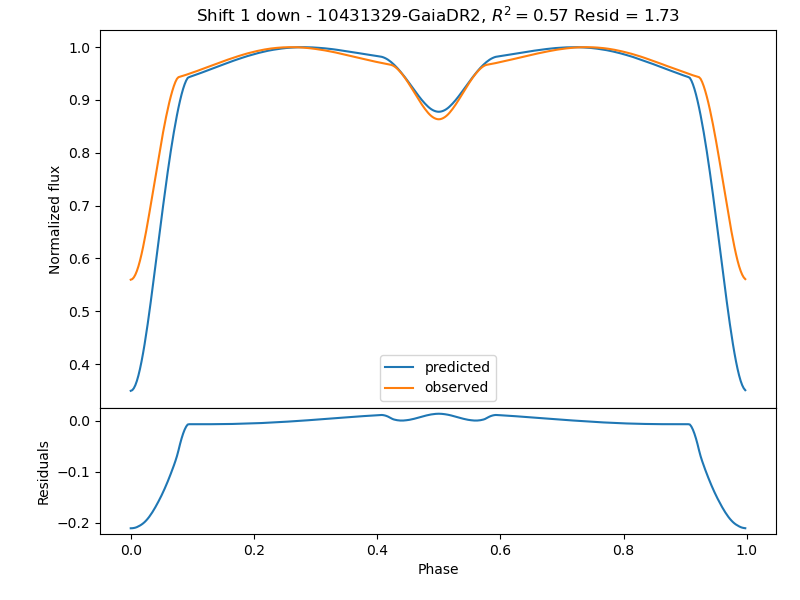 Shift 1 down - 10431329-GaiaDR2, R² = 0.57 Resid = 1.73
Normalized flux
1.0
0.9
0.8
0.7
0.6
0.5
0.4
predicted
observed
Residuals
0.0
−0.1
−0.2
0.0 0.2 0.4 0.6 0.8 1.0
Phase